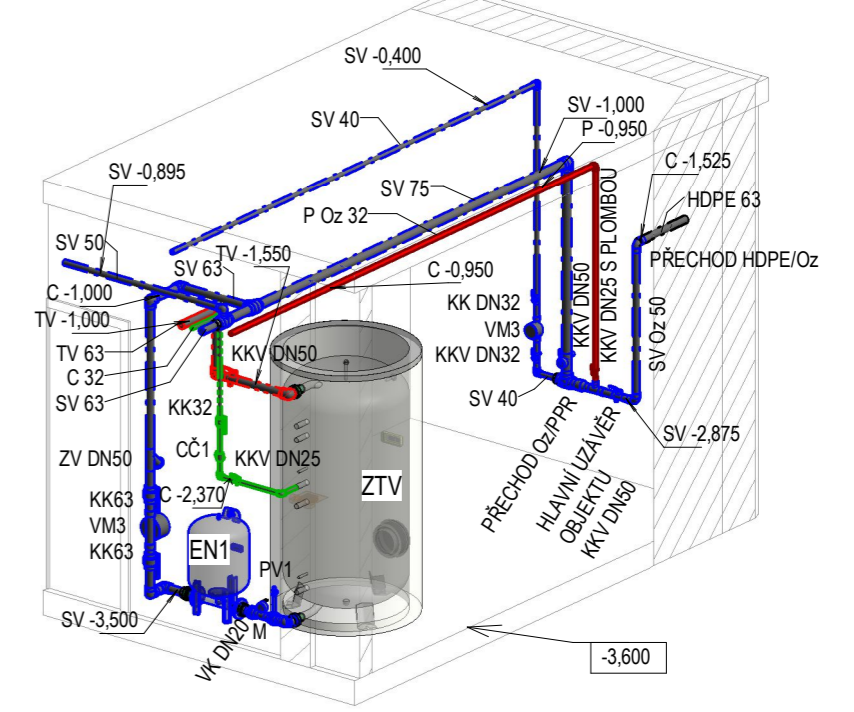 SV -0,400
SV 40
SV -1,000
P -0,950
SV -0,895
C -1,525
SV 75
HDPE 63
P Oz 32
SV 50
TV -1,550
SV 63
PŘECHOD HDPE/Oz
C -0,950
C -1,000
TV -1,000
KK DN32
VM3
KKV DN32
KKV DN50
KKV DN25 S PLOMBOU
SV Oz 50
TV 63
KKV DN50
C 32
SV 63
SV 40
KK32
SV -2,875
CČ1
KKV DN25
ZV DN50
C -2,370
ZTV
PŘECHOD Oz/PPR
HLAVNÍ UZÁVĚR
OBJEKTU
KKV DN50
KK63
VM3
KK63
EN1
PV1
SV -3,500
M
VK DN20
-3,600